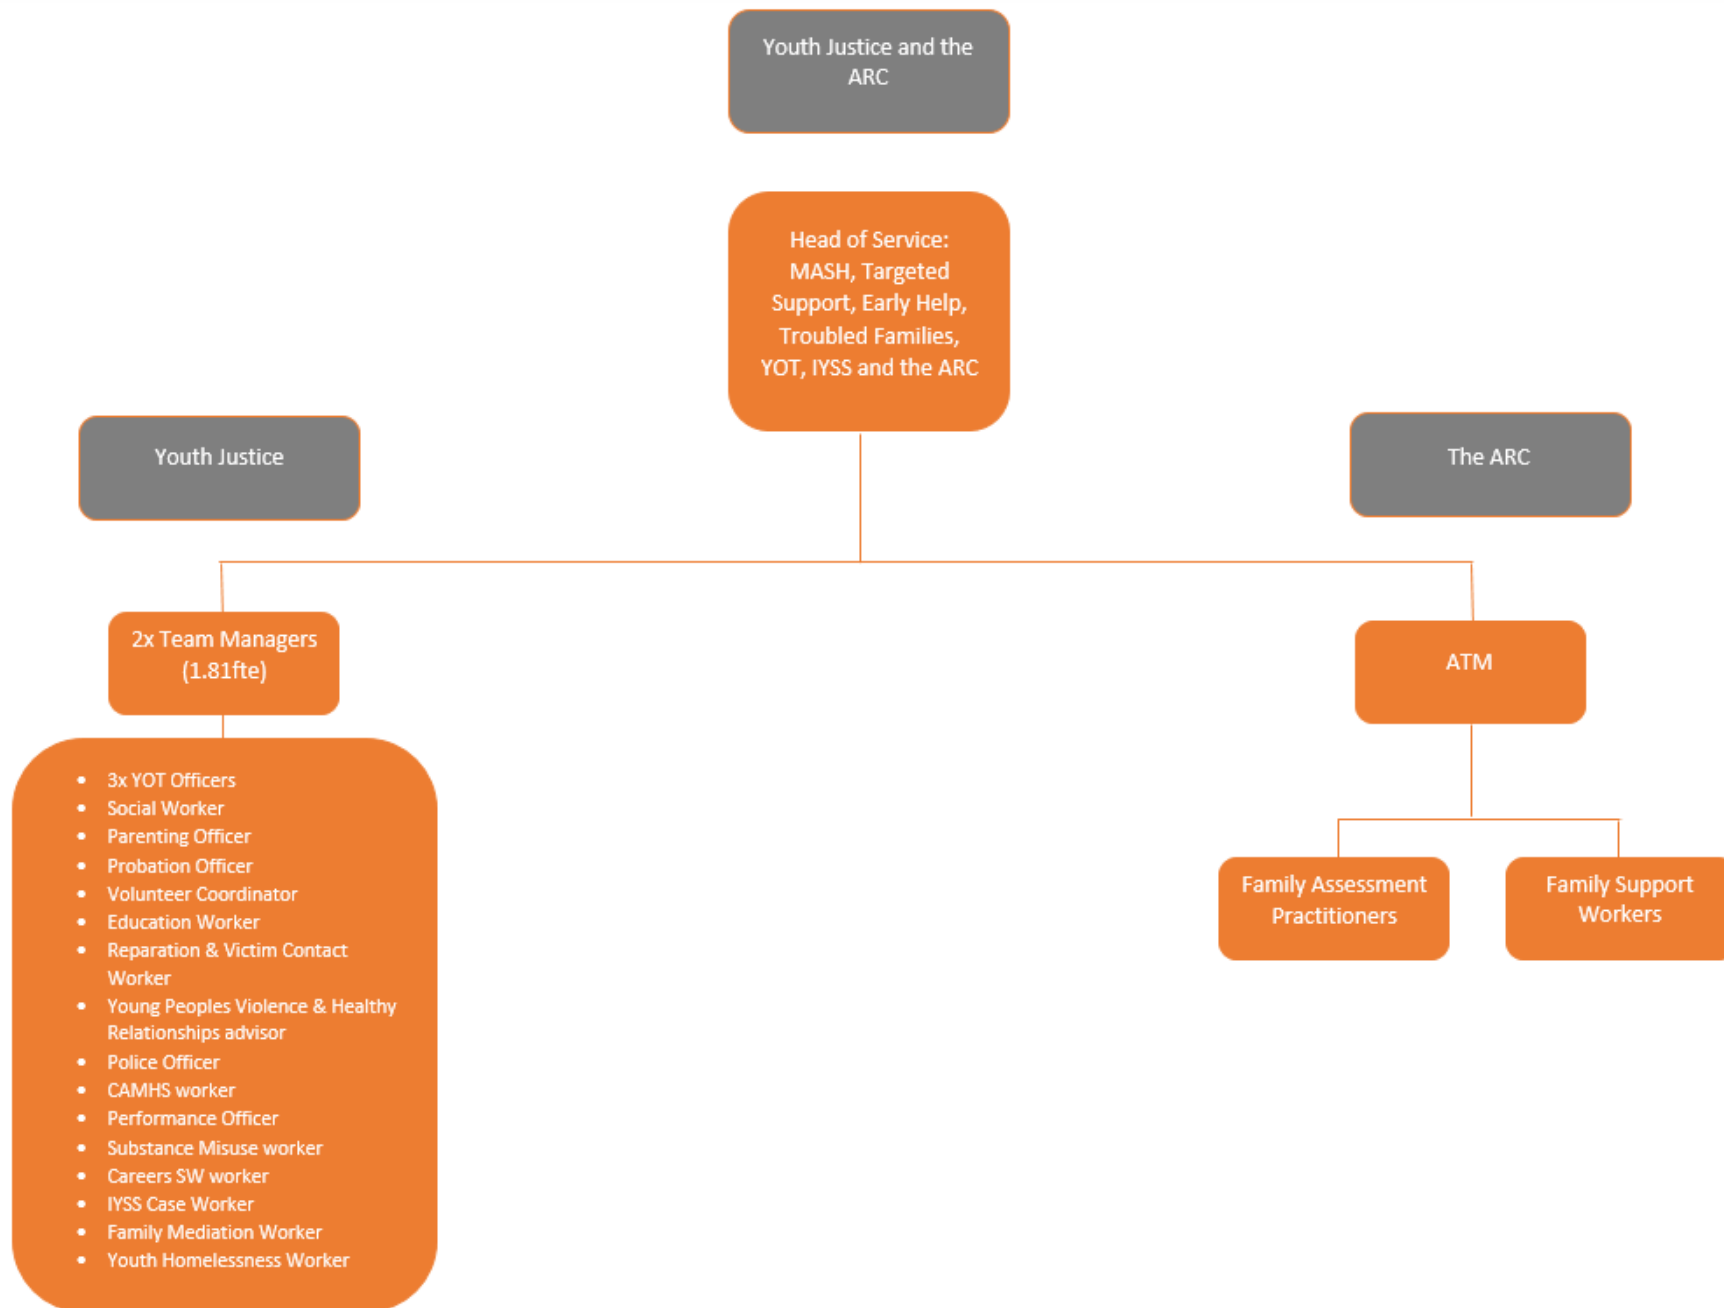 Youth Justice and the
ARC
Head of Service:
MASH, Targeted
Support, Early Help,
Troubled Families,
YOT, IYSS and the ARC
Youth Justice
The ARC
2x Team Managers
(1.81fte)
ATM
• 3x YOT Officers
• Social Worker
• Parenting Officer
• Probation Officer
• Volunteer Coordinator
• Education Worker
• Reparation & Victim Contact
Worker
• Young Peoples Violence & Healthy
Relationships advisor
• Police Officer
• CAMHS worker
• Performance Officer
• Substance Misuse worker
• Careers SW worker
• IYSS Case Worker
• Family Mediation Worker
• Youth Homelessness Worker
Family Assessment
Practitioners
Family Support
Workers